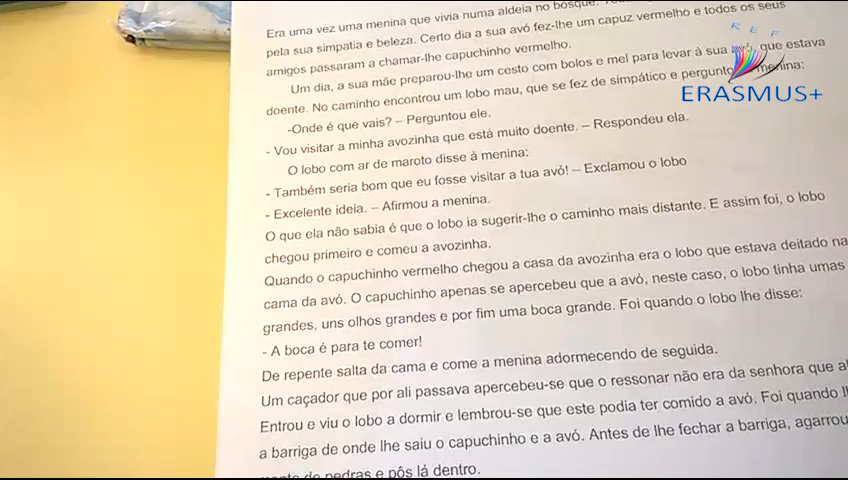 Era uma vez uma menina que vivia numa aldeia no bosque.
pela sua simpatia e beleza. Certo dia a sua avó fez-lhe um capuz vermelho e todos os seus
amigos passaram a chamar-lhe capuchinho vermelho.
Um dia, a sua mãe preparou-lhe um cesto com bolos e mel para levar à sua avó, que estava
doente. No caminho encontrou um lobo mau, que se fez de simpático e perguntou menina:
-Onde é que vais? – Perguntou ele.
- Vou visitar a minha avozinha que está muito doente. – Respondeu ela.
O lobo com ar de maroto disse à menina:
- Também seria bom que eu fosse visitar a tua avó! – Exclamou o lobo
- Excelente ideia. – Afirmou a menina.
O que ela não sabia é que o lobo ia sugerir-lhe o caminho mais distante. E assim foi, o lobo
chegou primeiro e comeu a avozinha.
Quando o capuchinho vermelho chegou a casa da avozinha era o lobo que estava deitado na
cama da avó. O capuchinho apenas se apercebeu que a avó, neste caso, o lobo tinha umas
grandes, uns olhos grandes e por fim uma boca grande. Foi quando o lobo lhe disse:
- A boca é para te comer!
De repente salta da cama e come a menina adormecendo de seguida.
Um caçador que por ali passava apercebeu-se que o ressonar não era da senhora que
Entrou e viu o lobo a dormir e lembrou-se que este podia ter comido a avó. Foi quando
a barriga de onde lhe saiu o capuchinho e a avó. Antes de lhe fechar a barriga, agarrou
de pedras e pôs lá dentro.
REF
ERASMUS+